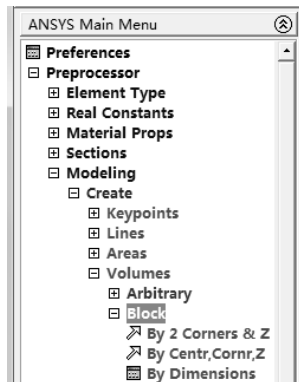 ANSYS Main Menu
Preferences
Preprocessor
Element Type
Real Constants
Material Props
Sections
Modeling
Create
Keypoints
Lines
Areas
Volumes
Arbitrary
Block
By 2 Corners & Z
By Centr,Cornr,Z
By Dimensions